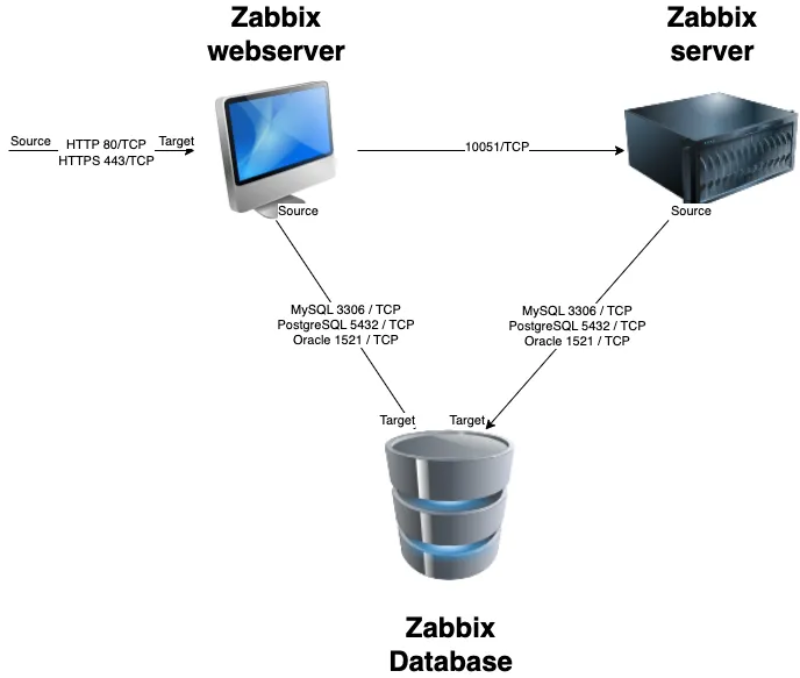 Zabbix
webserver
Zabbix
server
Source
HTTP 80/TCP
HTTPS 443/TCP
Target
10051/TCP
Source
Source
MySQL 3306 / TCP
PostgreSQL 5432 / TCP
Oracle 1521 / TCP
MySQL 3306 / TCP
PostgreSQL 5432 / TCP
Oracle 1521 / TCP
Target
Target
Zabbix
Database